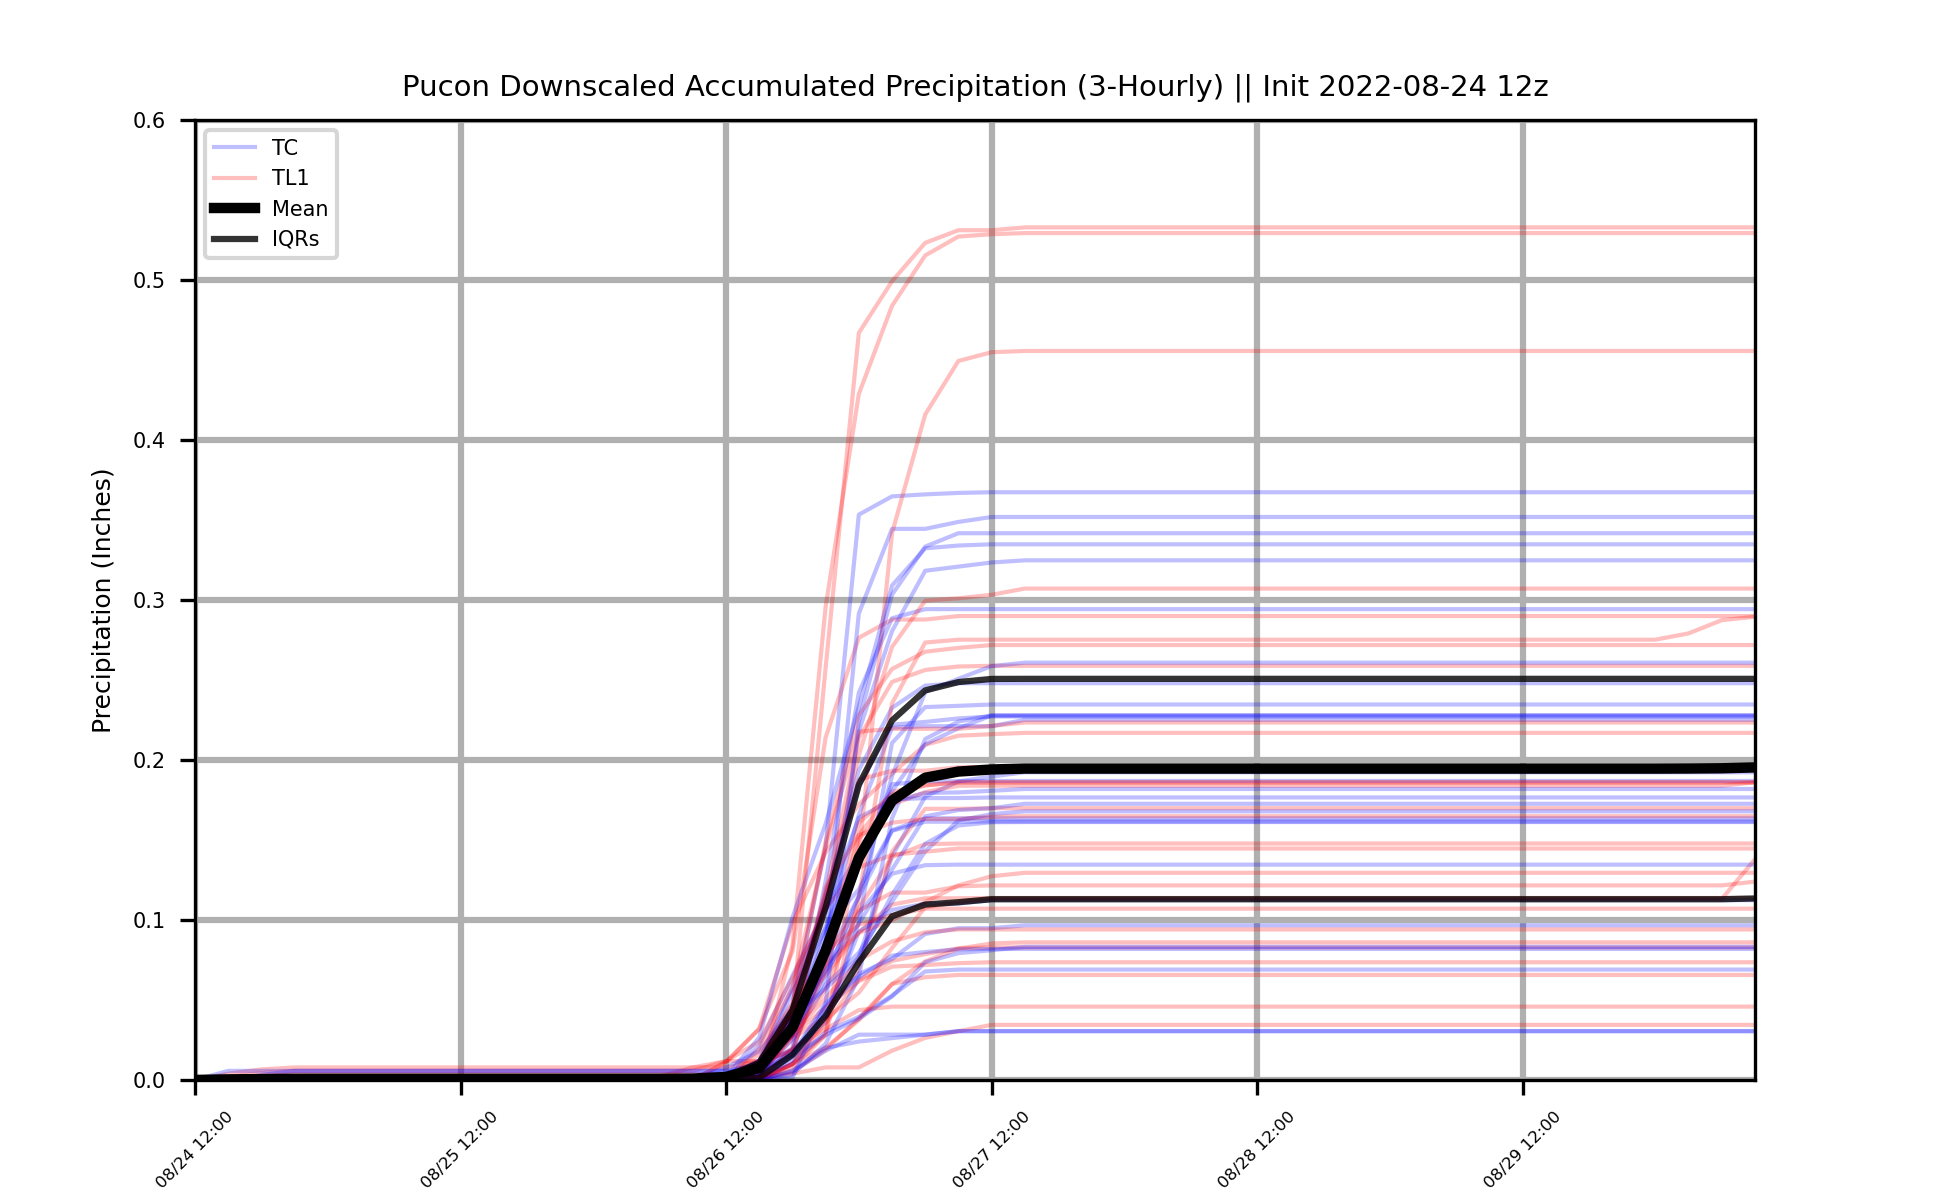 Pucon Downscaled Accumulated Precipitation (3-Hourly) || Init 2022-08-24 12z
TC
TL1
Mean
IQRs
Precipitation (Inches)
0.6
0.5
0.4
0.3
0.2
0.1
0.0
08/24 12:00
08/25 12:00
08/26 12:00
08/27 12:00
08/28 12:00
08/29 12:00